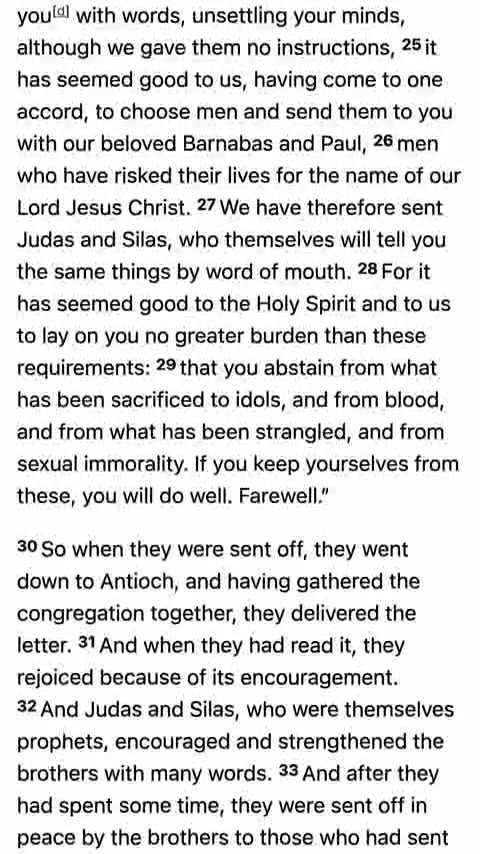 you[d] with words, unsettling your minds,
although we gave them no instructions, 25 it
has seemed good to us, having come to one
accord, to choose men and send them to you
with our beloved Barnabas and Paul, 26 men
who have risked their lives for the name of our
Lord Jesus Christ. 27 We have therefore sent
Judas and Silas, who themselves will tell you
the same things by word of mouth. 28 For it
has seemed good to the Holy Spirit and to us
to lay on you no greater burden than these
requirements: 29 that you abstain from what
has been sacrificed to idols, and from blood,
and from what has been strangled, and from
sexual immorality. If you keep yourselves from
these, you will do well. Farewell.”
30 So when they were sent off, they went
down to Antioch, and having gathered the
congregation together, they delivered the
letter. 31 And when they had read it, they
rejoiced because of its encouragement.
32 And Judas and Silas, who were themselves
prophets, encouraged and strengthened the
brothers with many words. 33 And after they
had spent some time, they were sent off in
peace by the brothers to those who had sent